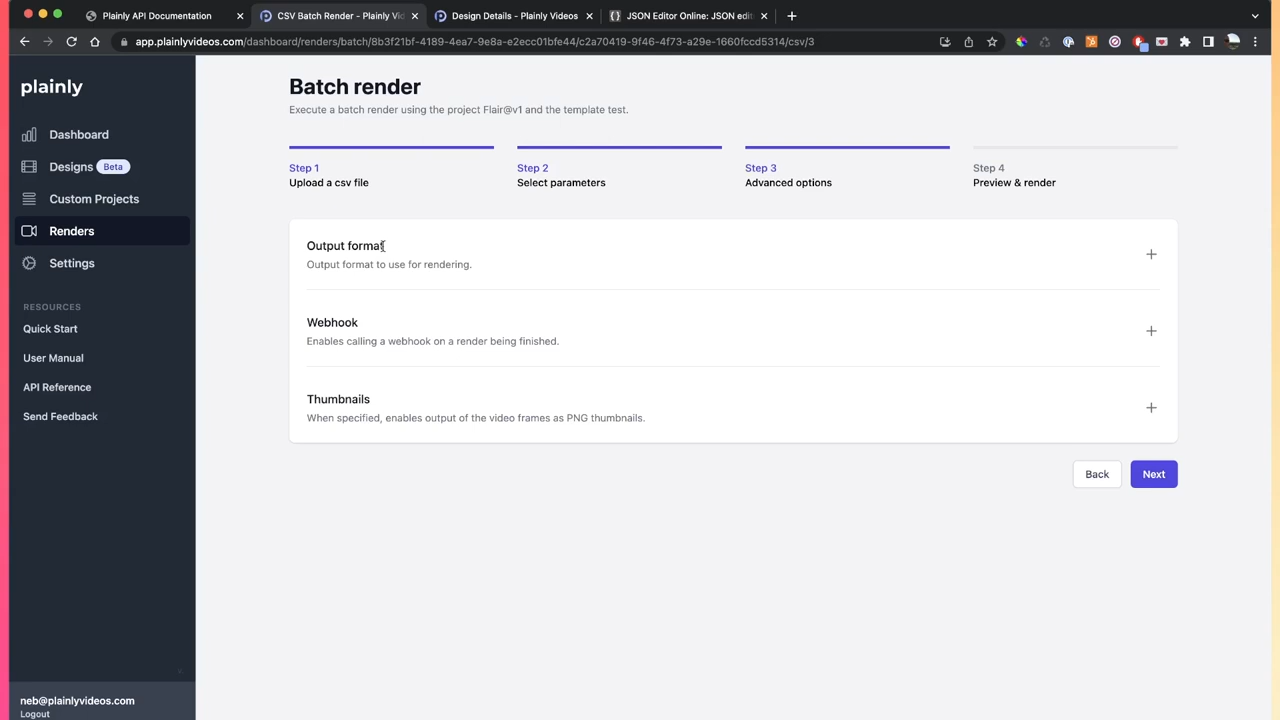 Plainly API Documentation
CSV Batch Render - Plainly Vid
Design Details - Plainly Videos
JSON Editor Online: JSON edit
app.plainlyvideos.com/dashboard/renders/batch/8b3f21bf-4189-4ea7-9e8a-e2ecc01bfe44/c2a70419-9f46-4f73-a29e-1660fccd5314/csv/3
plainly
Dashboard
Designs Beta
Custom Projects
Renders
Settings
RESOURCES
Quick Start
User Manual
API Reference
Send Feedback
neb@plainlyvideos.com
Logout
Batch render
Execute a batch render using the project Flair@v1 and the template test.
Step 1
Upload a csv file
Step 2
Select parameters
Step 3
Advanced options
Step 4
Preview & render
Output format
Output format to use for rendering.
Webhook
Enables calling a webhook on a render being finished.
Thumbnails
When specified, enables output of the video frames as PNG thumbnails.
Back
Next